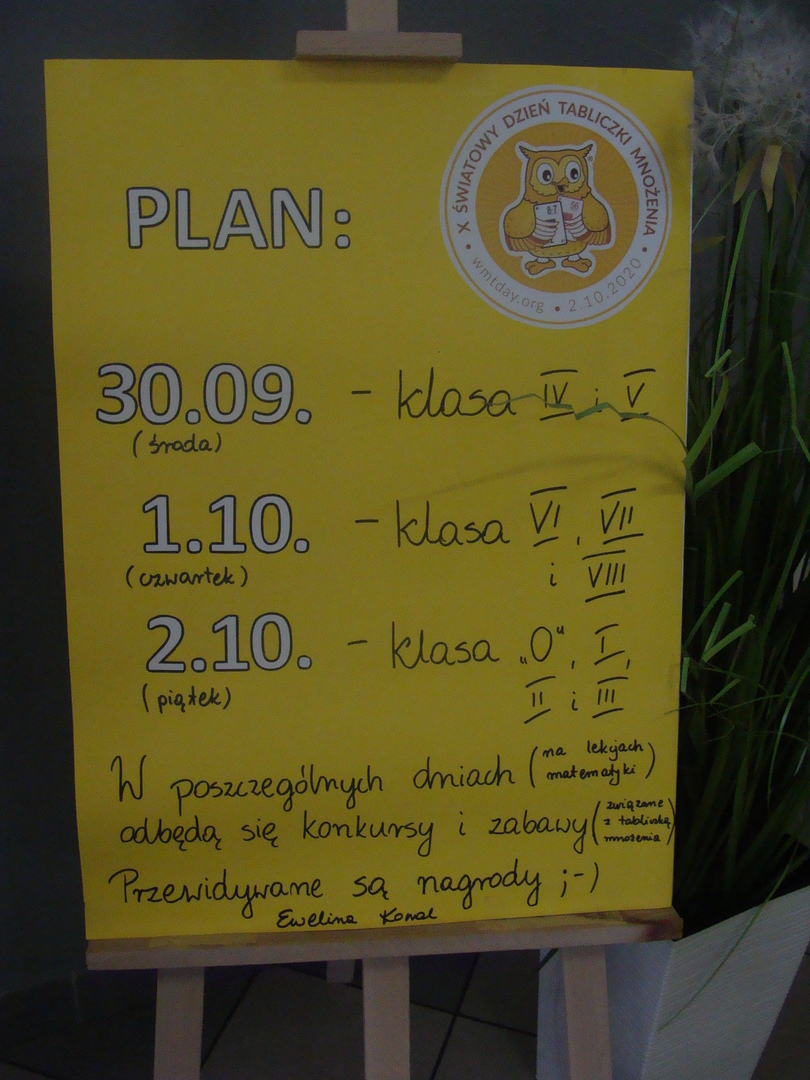 X ŚWIATOWY DZIEŃ TABLICZKI MNOŻENIA
wmtday.org • 2.10.2020
PLAN:
30.09. - klasa IV i V
(środa)
1.10. - klasa VI, VII
(czwartek) i VIII
2.10. - klasa „0", I,
(piątek) II i III
W poszczególnych dniach (na lekcjach
matematyki)
odbędą się konkursy i zabawy (związane
z tabliczką
mnożenia)
Przewidywane są nagrody ;-)
Ewelina